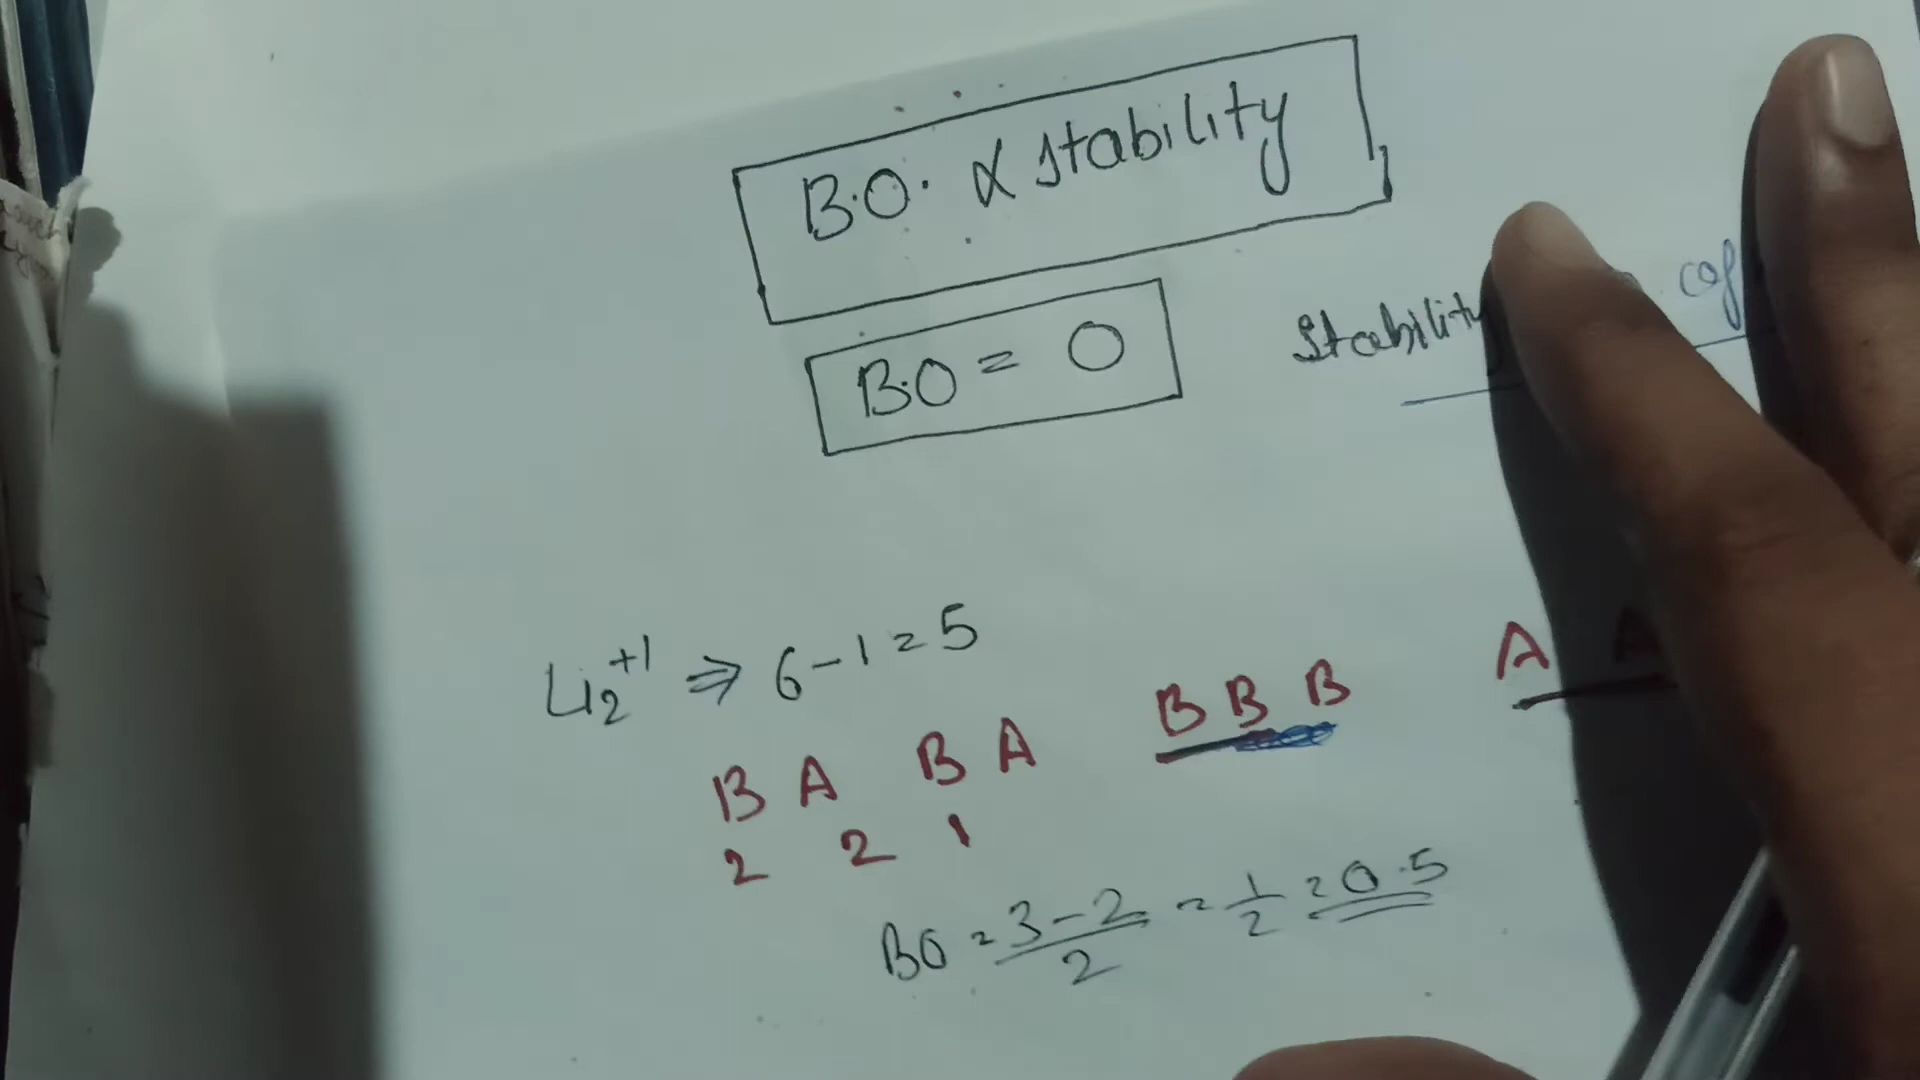 B.O. ∝ stability
B.O = 0
Stability
Li₂⁺¹ ⇒ 6-1=5
B A B A B B B A A
2 2 1
BO = 3-2/2 = 1/2 = 0.5